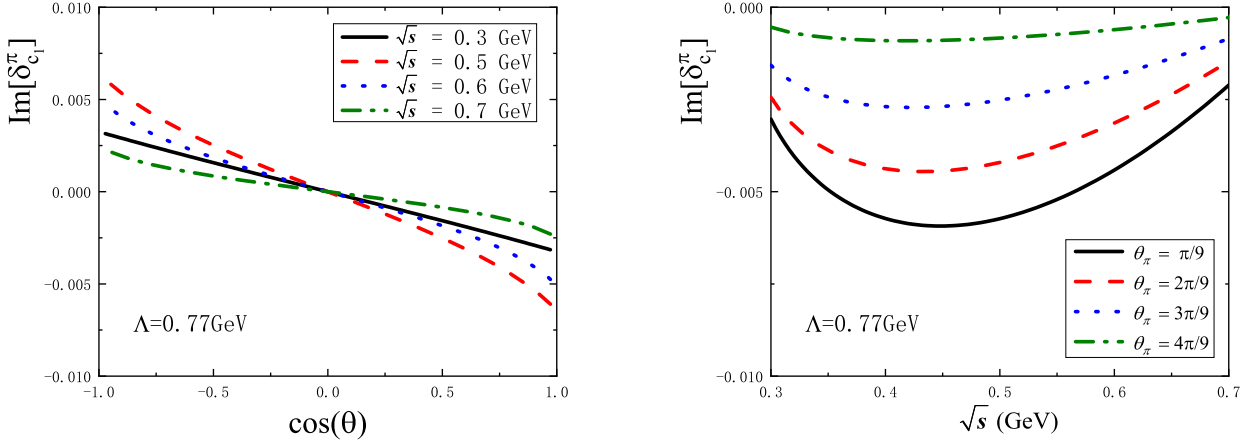 Im[δ^π_{c_1}]
0.010
0.005
0.000
-0.005
-0.010
√s = 0.3 GeV
√s = 0.5 GeV
√s = 0.6 GeV
√s = 0.7 GeV
Λ=0.77GeV
-1.0 -0.5 0.0 0.5 1.0
cos(θ)
Im[δ^π_{c_1}]
0.000
-0.005
-0.010
θ_π = π/9
θ_π = 2π/9
θ_π = 3π/9
θ_π = 4π/9
Λ=0.77GeV
0.3 0.4 0.5 0.6 0.7
√s (GeV)